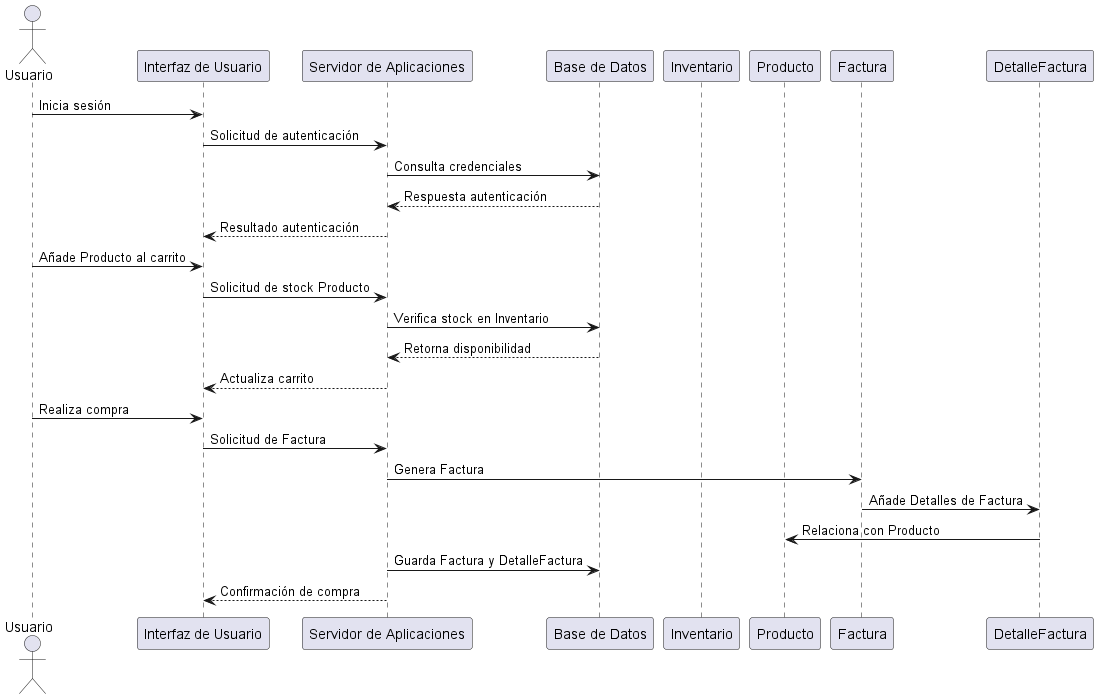 Usuario
Interfaz de Usuario
Servidor de Aplicaciones
Base de Datos
Inventario
Producto
Factura
DetalleFactura
Inicia sesión
Solicitud de autenticación
Consulta credenciales
Respuesta autenticación
Resultado autenticación
Añade Producto al carrito
Solicitud de stock Producto
Verifica stock en Inventario
Retorna disponibilidad
Actualiza carrito
Realiza compra
Solicitud de Factura
Genera Factura
Añade Detalles de Factura
Relaciona con Producto
Guarda Factura y DetalleFactura
Confirmación de compra
Usuario
Interfaz de Usuario
Servidor de Aplicaciones
Base de Datos
Inventario
Producto
Factura
DetalleFactura